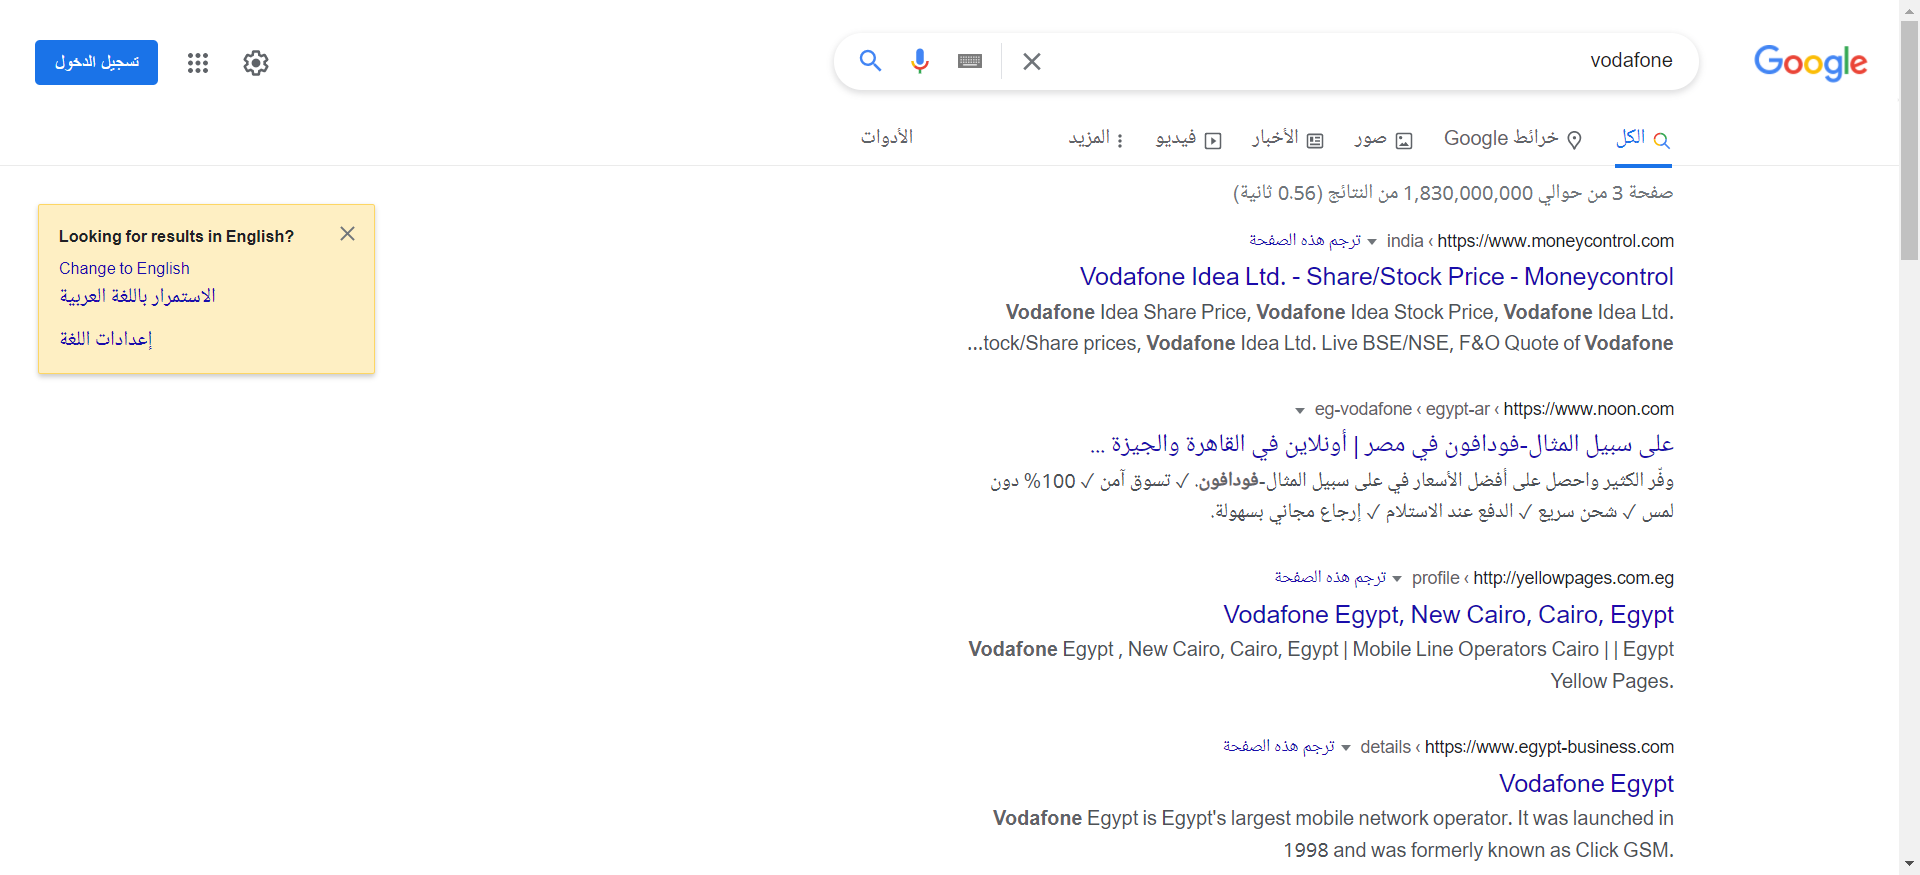 Google
vodafone
تسجيل الدخول
الكل
خرائط Google
صور
الأخبار
فيديو
المزيد
الأدوات
صفحة 3 من حوالي 1,830,000,000 من النتائج (0.56 ثانية)
Looking for results in English?
Change to English
الاستمرار باللغة العربية
إعدادات اللغة
https://www.moneycontrol.com › india ترجم هذه الصفحة
Vodafone Idea Ltd. - Share/Stock Price - Moneycontrol
Vodafone Idea Share Price, Vodafone Idea Stock Price, Vodafone Idea Ltd.
...tock/Share prices, Vodafone Idea Ltd. Live BSE/NSE, F&O Quote of Vodafone
https://www.noon.com › egypt-ar › eg-vodafone
على سبيل المثال-فودافون في مصر | أونلاين في القاهرة والجيزة ...
وفّر الكثير واحصل على أفضل الأسعار في على سبيل المثال-فودافون. ✓ تسوق آمن ✓ 100% دون
لمس ✓ شحن سريع ✓ الدفع عند الاستلام ✓ إرجاع مجاني بسهولة.
http://yellowpages.com.eg › profile ترجم هذه الصفحة
Vodafone Egypt, New Cairo, Cairo, Egypt
Vodafone Egypt , New Cairo, Cairo, Egypt | Mobile Line Operators Cairo | | Egypt
Yellow Pages.
https://www.egypt-business.com › details ترجم هذه الصفحة
Vodafone Egypt
Vodafone Egypt is Egypt's largest mobile network operator. It was launched in
1998 and was formerly known as Click GSM.